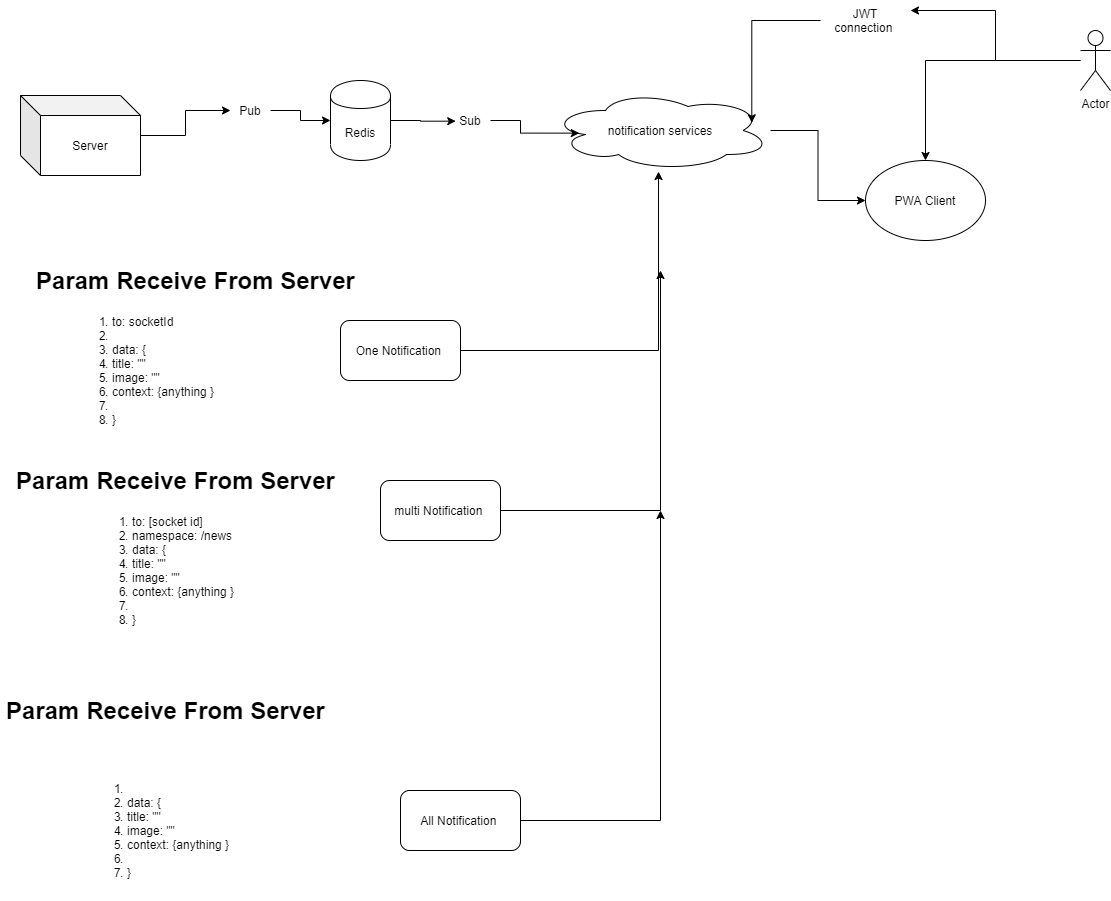 JWT
connection
Actor
Server
Pub
Redis
Sub
notification services
PWA Client
Param Receive From Server
1. to: socketId
2.
3. data: {
4. title: ""
5. image: ""
6. context: {anything }
7.
8. }
One Notification
Param Receive From Server
1. to: [socket id]
2. namespace: /news
3. data: {
4. title: ""
5. image: ""
6. context: {anything }
7.
8. }
multi Notification
Param Receive From Server
1.
2. data: {
3. title: ""
4. image: ""
5. context: {anything }
6.
7. }
All Notification